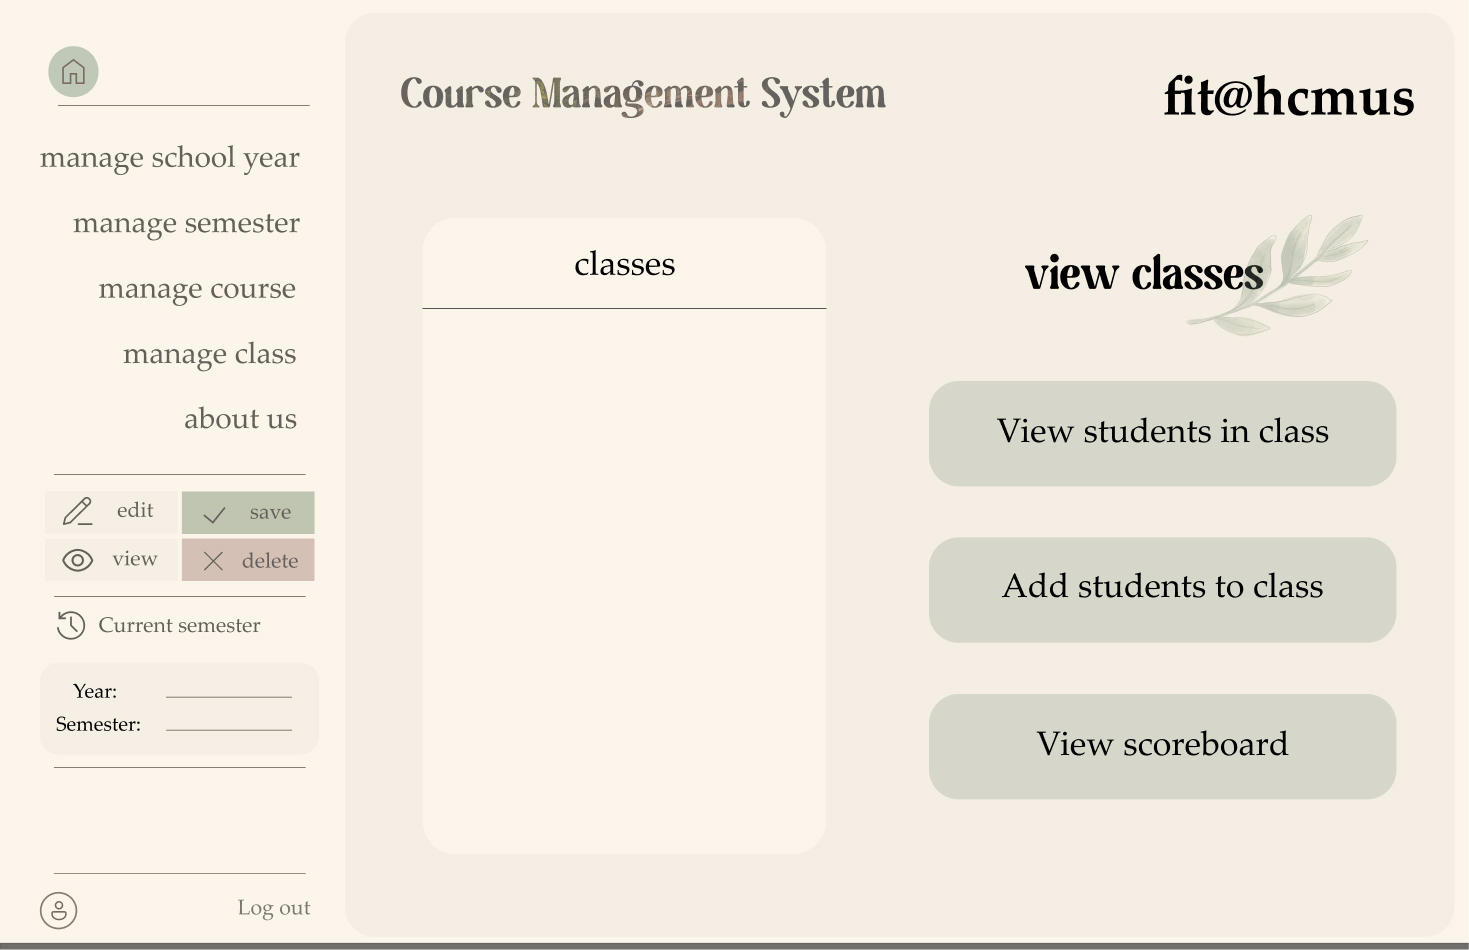 manage school year
manage semester
manage course
manage class
about us
edit
save
view
delete
Current semester
Year:
Semester:
Log out
Course Management System
fit@hcmus
classes
view classes
View students in class
Add students to class
View scoreboard